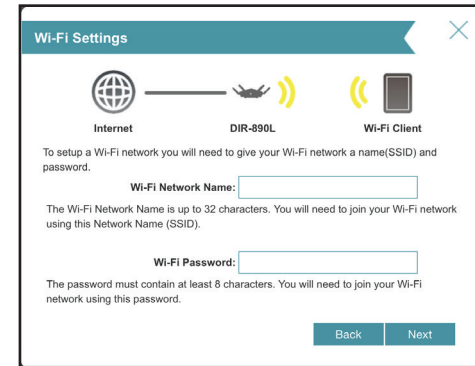 Wi-Fi Settings
Internet
DIR-890L
Wi-Fi Client
To setup a Wi-Fi network you will need to give your Wi-Fi network a name(SSID) and
password.
Wi-Fi Network Name:
The Wi-Fi Network Name is up to 32 characters. You will need to join your Wi-Fi network
using this Network Name (SSID).
Wi-Fi Password:
The password must contain at least 8 characters. You will need to join your Wi-Fi
network using this password.
Back
Next